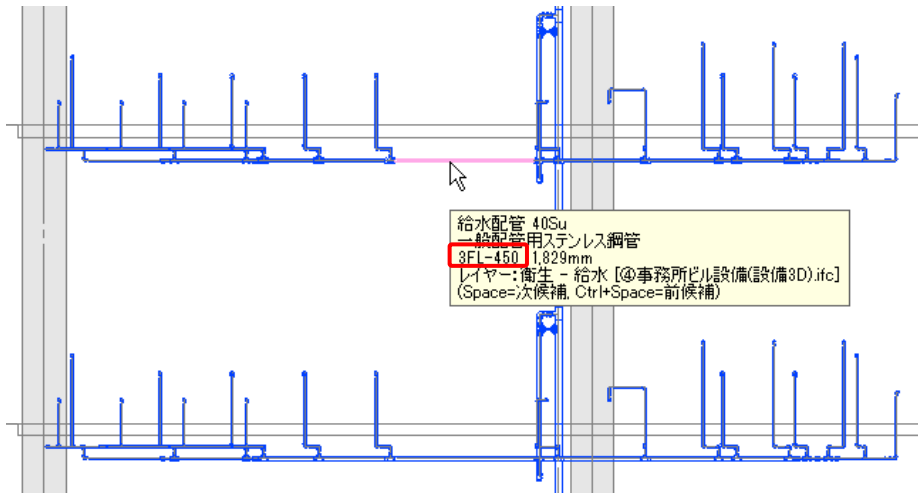 給水配管 40Su
一般配管用ステンレス鋼管
3FL-450 1,829mm
レイヤー：衛生 - 給水 [④事務所ビル設備(設備3D).ifc]
(Space=次候補, Ctrl+Space=前候補)